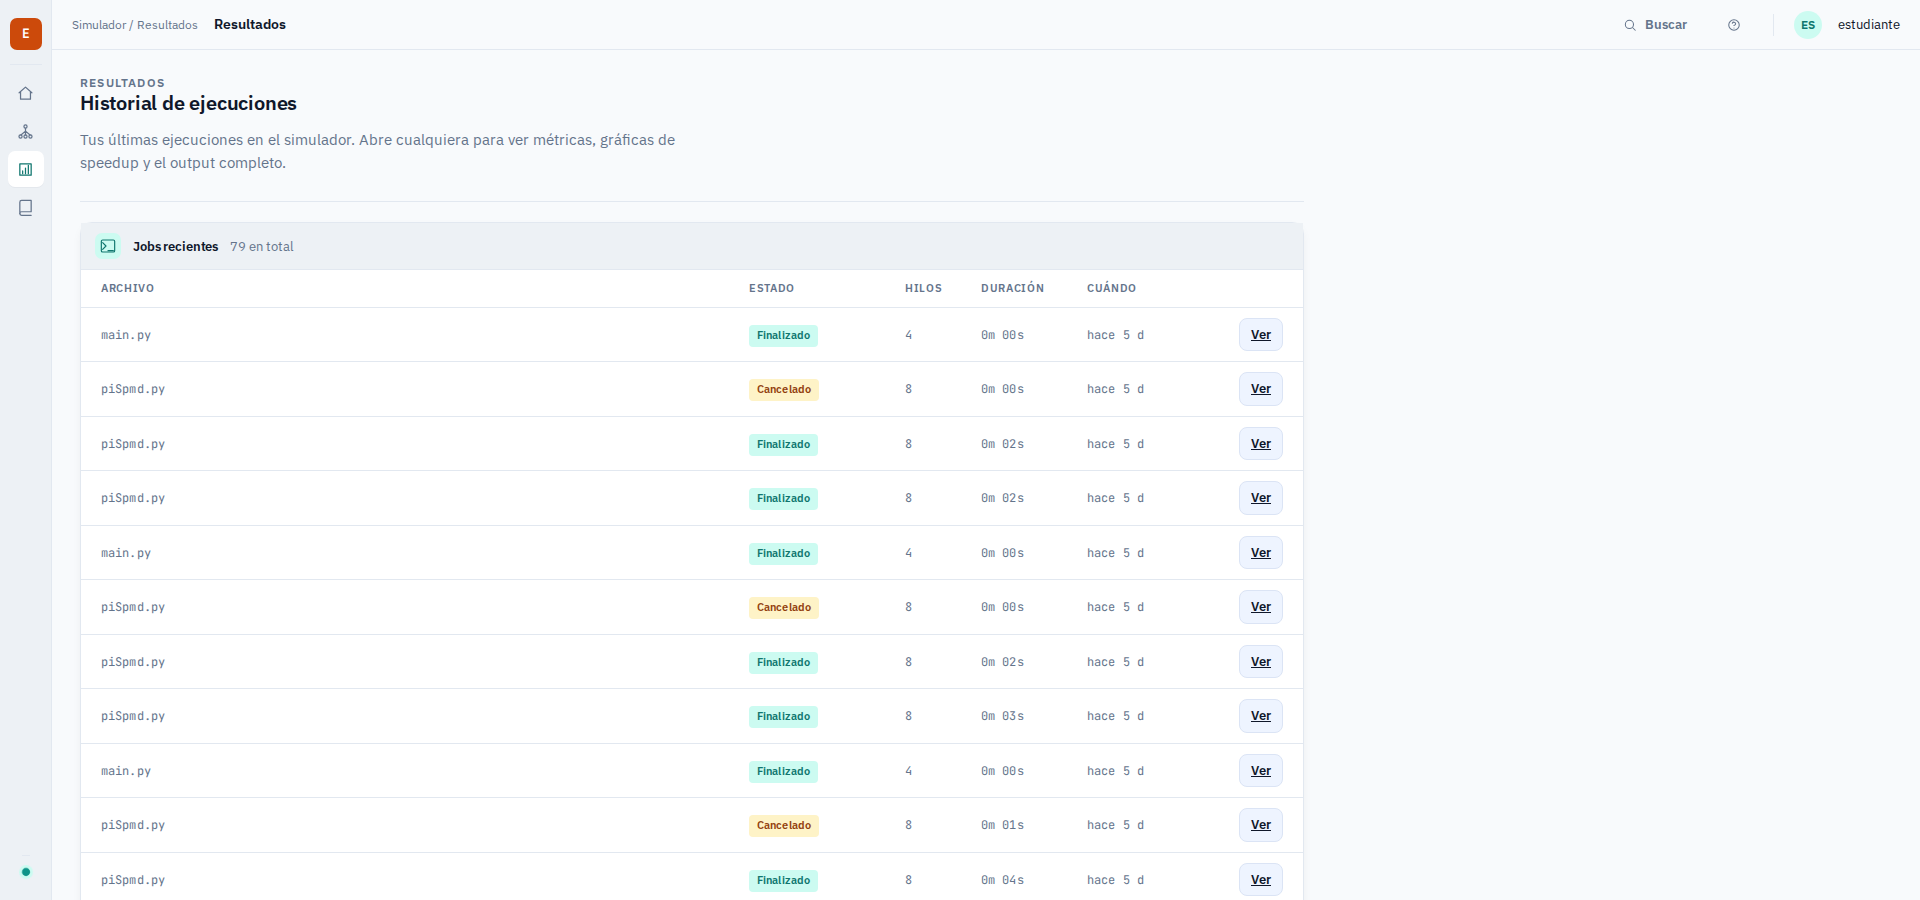 E
Simulador / Resultados Resultados
Buscar
ES estudiante
RESULTADOS
Historial de ejecuciones
Tus últimas ejecuciones en el simulador. Abre cualquiera para ver métricas, gráficas de
speedup y el output completo.
Jobs recientes 79 en total
ARCHIVO ESTADO HILOS DURACIÓN CUÁNDO
main.py Finalizado 4 0m 00s hace 5 d Ver
piSpmd.py Cancelado 8 0m 00s hace 5 d Ver
piSpmd.py Finalizado 8 0m 02s hace 5 d Ver
piSpmd.py Finalizado 8 0m 02s hace 5 d Ver
main.py Finalizado 4 0m 00s hace 5 d Ver
piSpmd.py Cancelado 8 0m 00s hace 5 d Ver
piSpmd.py Finalizado 8 0m 02s hace 5 d Ver
piSpmd.py Finalizado 8 0m 03s hace 5 d Ver
main.py Finalizado 4 0m 00s hace 5 d Ver
piSpmd.py Cancelado 8 0m 01s hace 5 d Ver
piSpmd.py Finalizado 8 0m 04s hace 5 d Ver